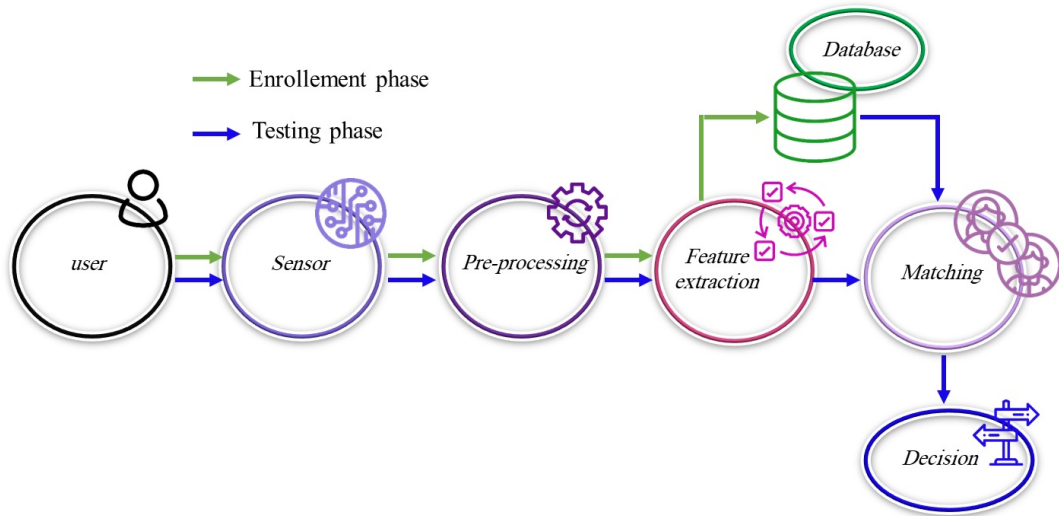 Database
Enrollement phase
Testing phase
user
Sensor
Pre-processing
Feature
extraction
Matching
Decision